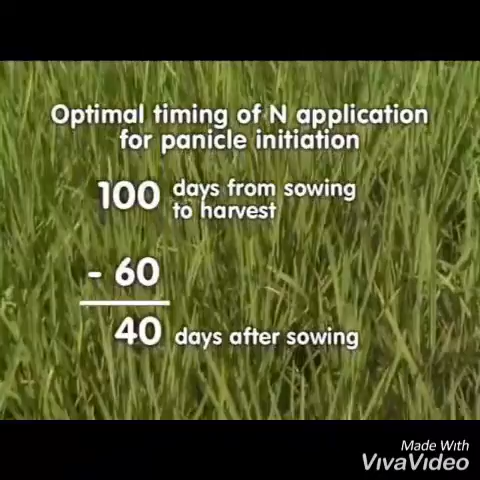 Optimal timing of N application
for panicle initiation
100 days from sowing
to harvest
- 60
40 days after sowing
Made With
VivaVideo